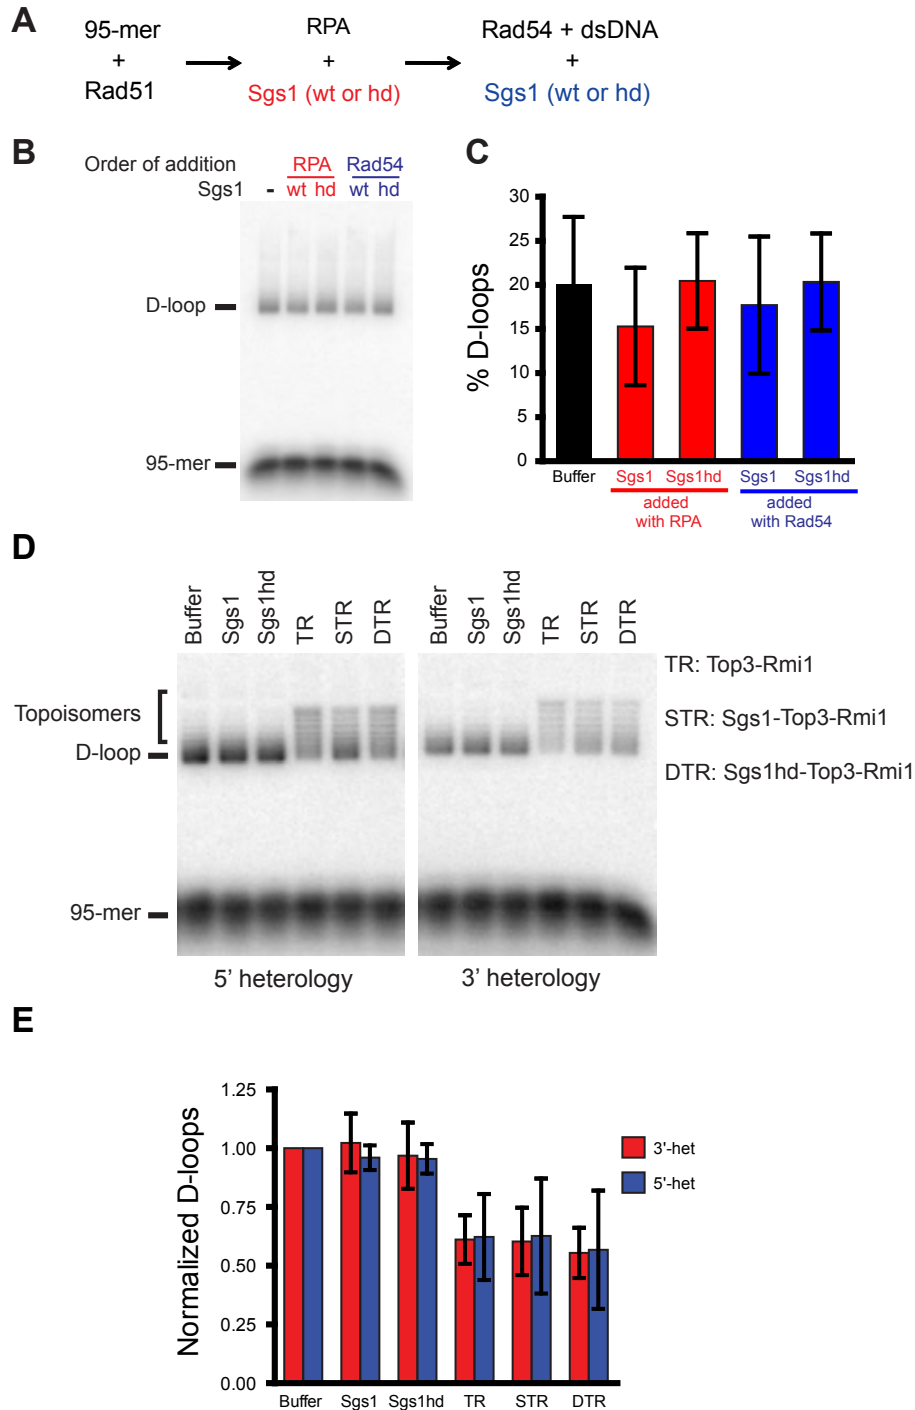 A
95-mer
+
Rad51
RPA
+
Sgs1 (wt or hd)
Rad54 + dsDNA
+
Sgs1 (wt or hd)
B
Order of addition RPA Rad54
Sgs1 - wt hd wt hd
D-loop
95-mer
C
% D-loops
30
25
20
15
10
5
0
Buffer Sgs1 Sgs1hd Sgs1 Sgs1hd
added
with RPA
added
with Rad54
D
Buffer Sgs1 Sgs1hd TR STR DTR
Buffer Sgs1 Sgs1hd TR STR DTR
Topoisomers
D-loop
95-mer
5' heterology
3' heterology
TR: Top3-Rmi1
STR: Sgs1-Top3-Rmi1
DTR: Sgs1hd-Top3-Rmi1
E
Normalized D-loops
1.25
1.00
0.75
0.50
0.25
0.00
Buffer Sgs1 Sgs1hd TR STR DTR
3'-het
5'-het